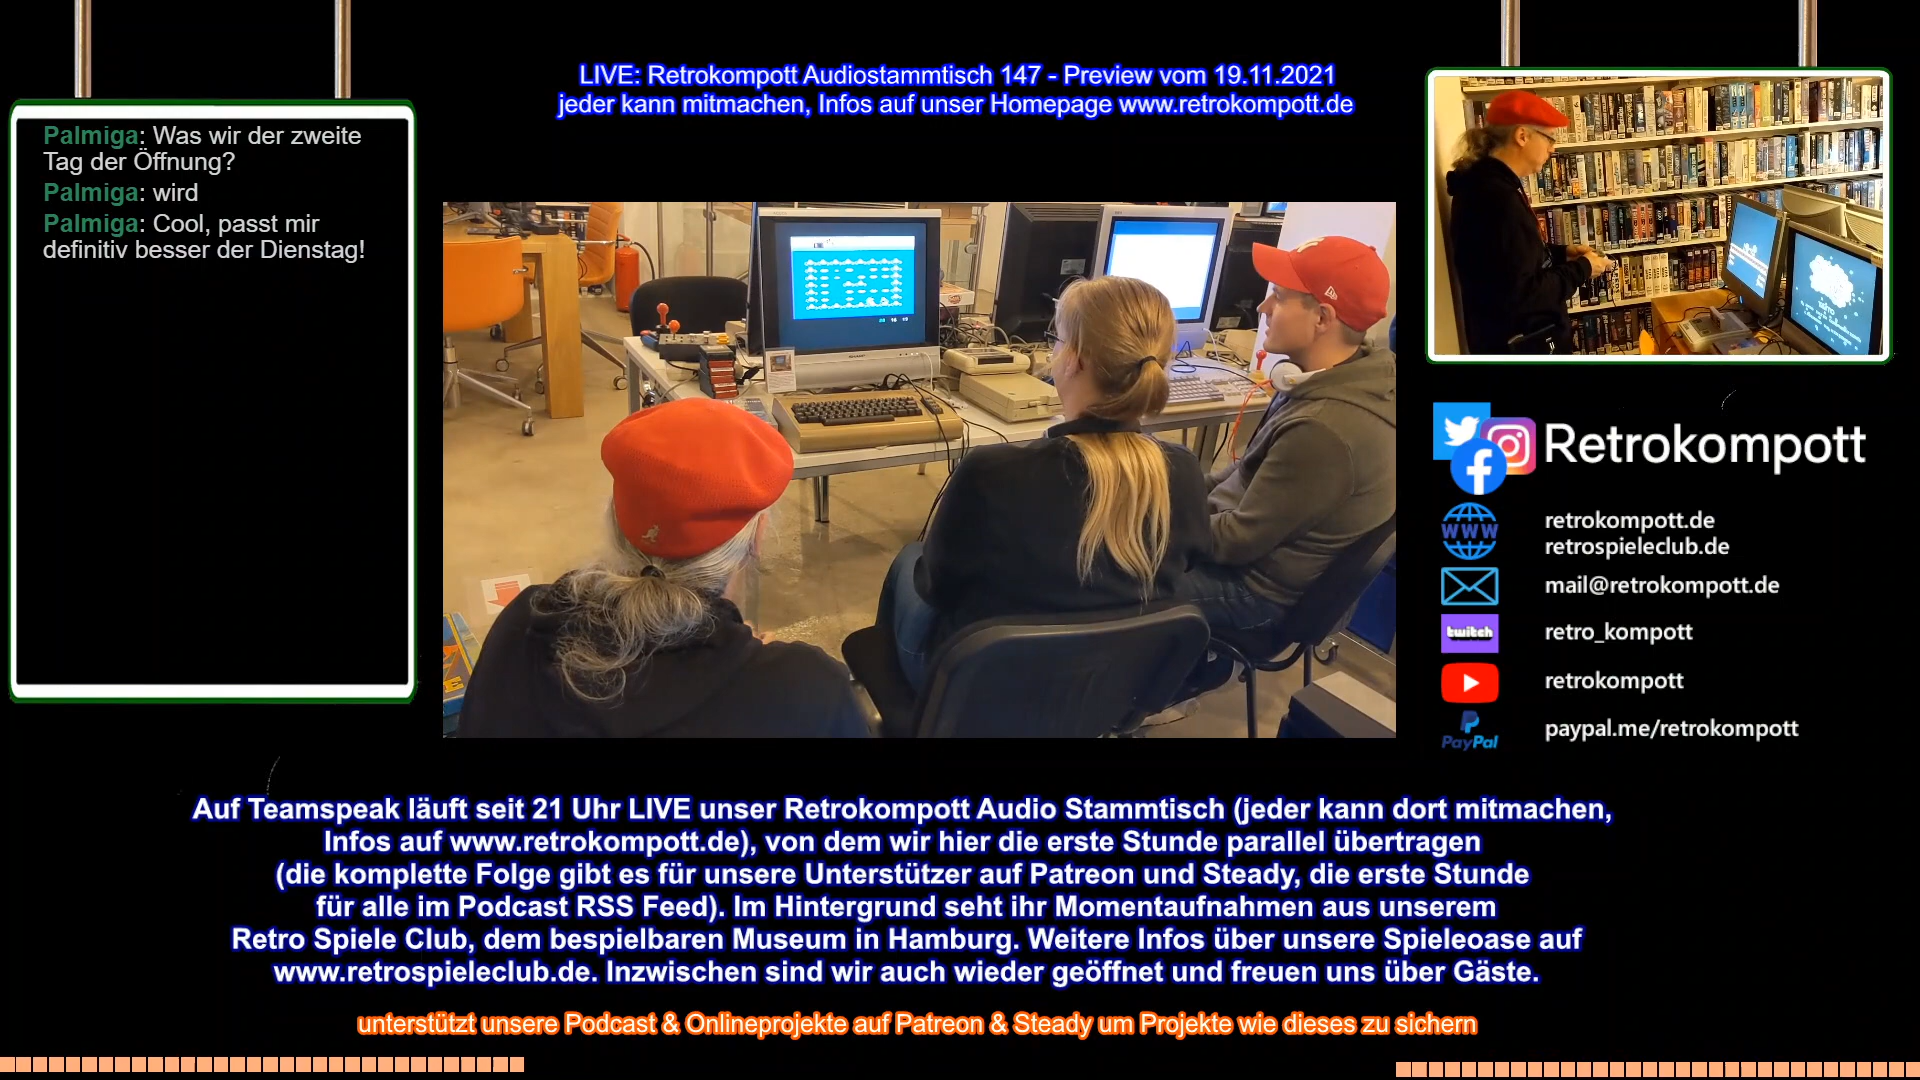 LIVE: Retrokompott Audiostammtisch 147 - Preview vom 19.11.2021
jeder kann mitmachen, Infos auf unser Homepage www.retrokompott.de
Palmiga: Was wir der zweite
Tag der Öffnung?
Palmiga: wird
Palmiga: Cool, passt mir
definitiv besser der Dienstag!
Retrokompott
WWW
retrokompott.de
retrospieleclub.de
mail@retrokompott.de
twitch
retro_kompott
retrokompott
PayPal
paypal.me/retrokompott
Auf Teamspeak läuft seit 21 Uhr LIVE unser Retrokompott Audio Stammtisch (jeder kann dort mitmachen,
Infos auf www.retrokompott.de), von dem wir hier die erste Stunde parallel übertragen
(die komplette Folge gibt es für unsere Unterstützer auf Patreon und Steady, die erste Stunde
für alle im Podcast RSS Feed). Im Hintergrund seht ihr Momentaufnahmen aus unserem
Retro Spiele Club, dem bespielbaren Museum in Hamburg. Weitere Infos über unsere Spieleoase auf
www.retrospieleclub.de. Inzwischen sind wir auch wieder geöffnet und freuen uns über Gäste.
unterstützt unsere Podcast & Onlineprojekte auf Patreon & Steady um Projekte wie dieses zu sichern